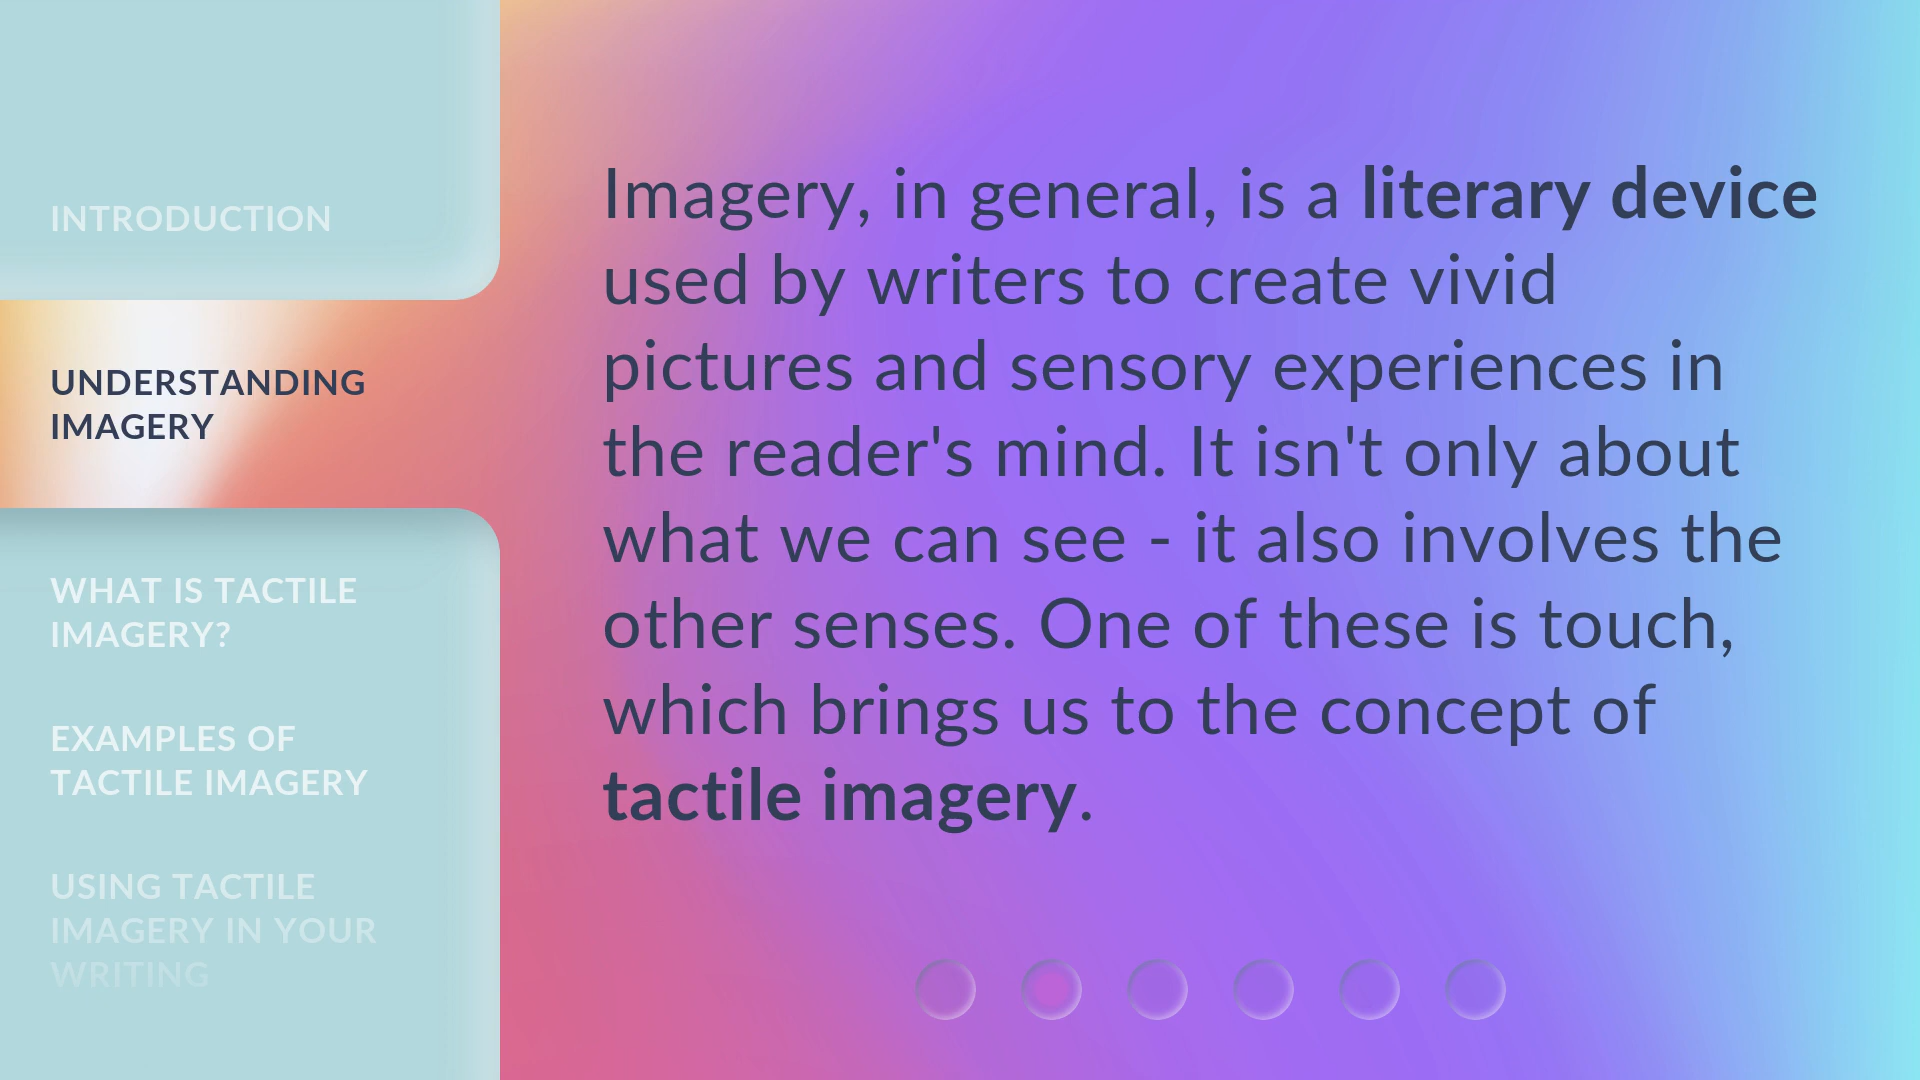 INTRODUCTION
UNDERSTANDING
IMAGERY
WHAT IS TACTILE
IMAGERY?
EXAMPLES OF
TACTILE IMAGERY
USING TACTILE
IMAGERY IN YOUR
WRITING
Imagery, in general, is a literary device
used by writers to create vivid
pictures and sensory experiences in
the reader's mind. It isn't only about
what we can see - it also involves the
other senses. One of these is touch,
which brings us to the concept of
tactile imagery.